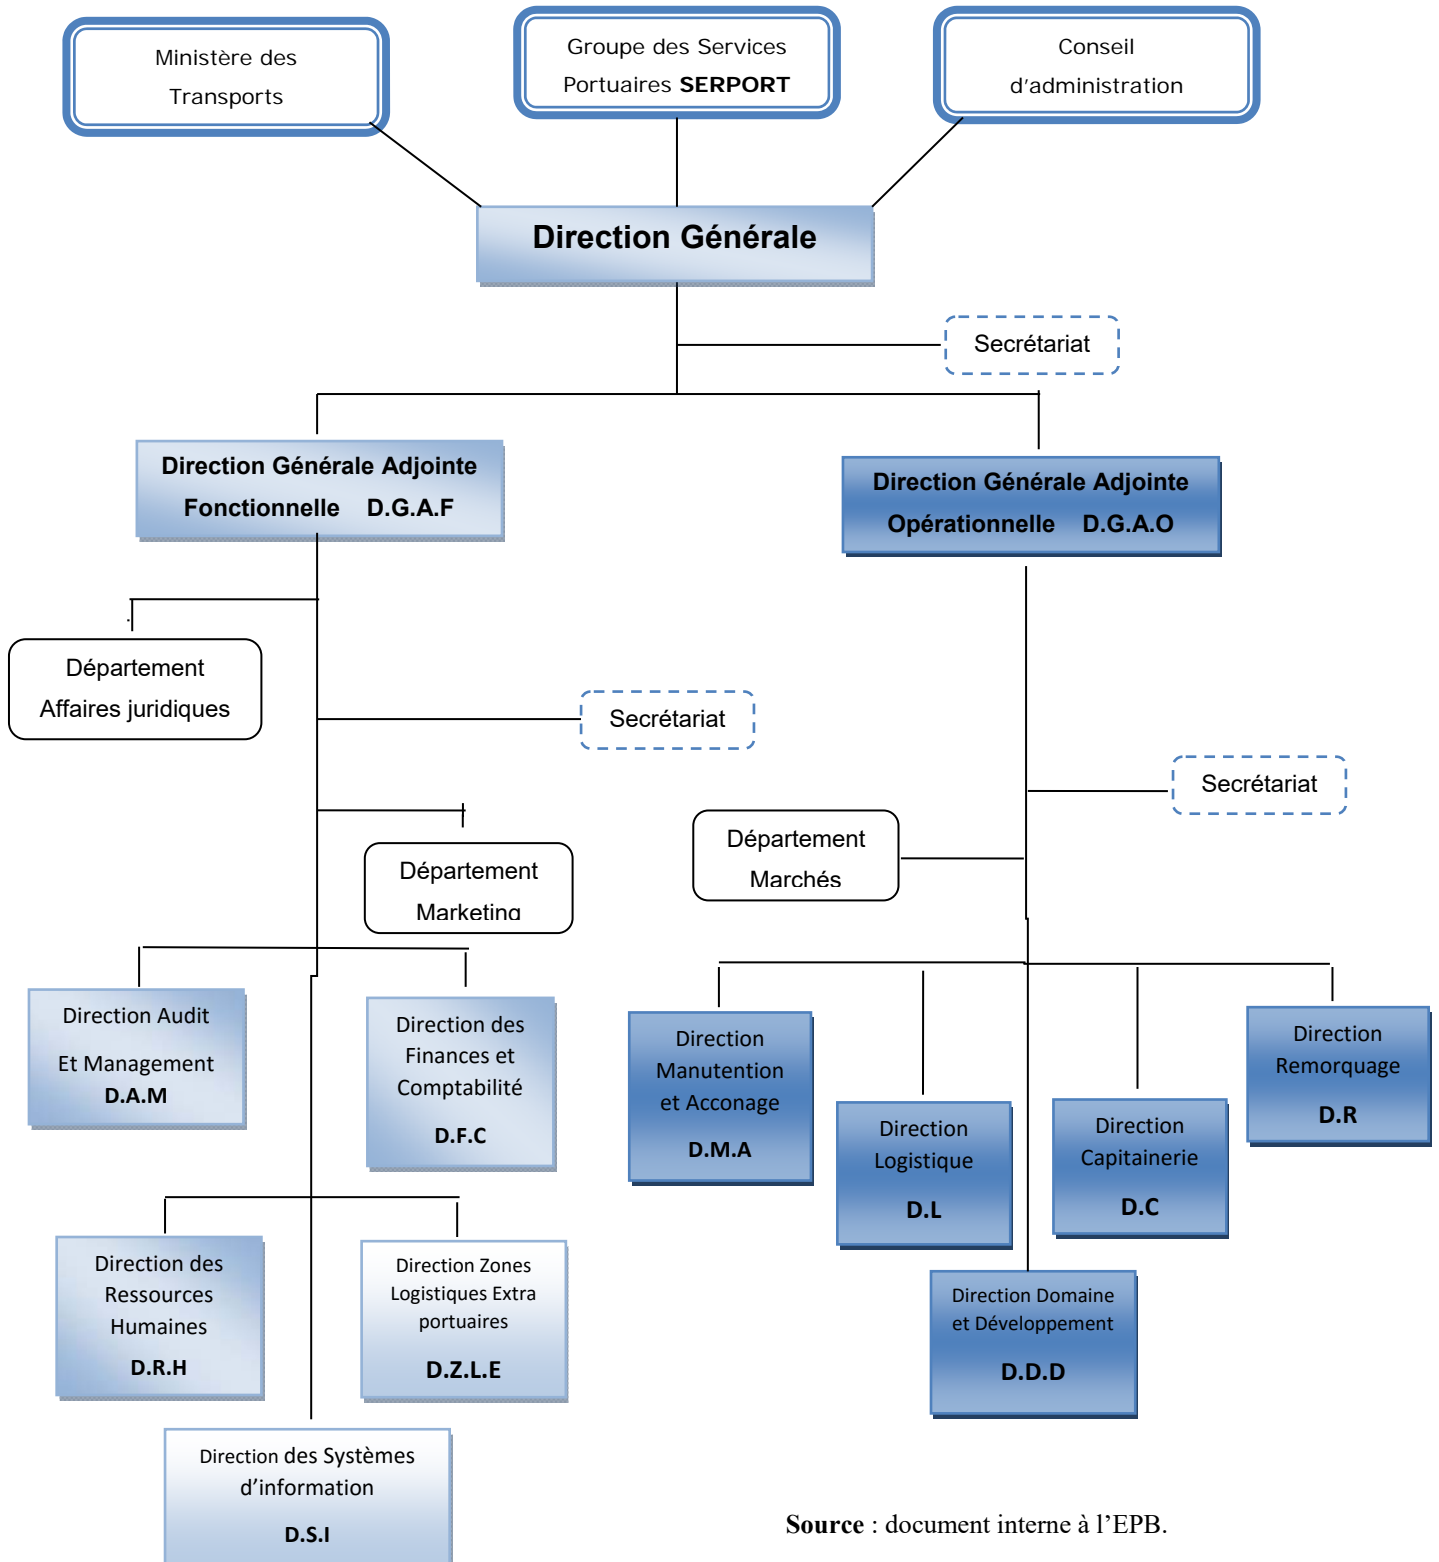 Ministère des
Transports
Groupe des Services
Portuaires SERPORT
Conseil
d'administration
Direction Générale
Secrétariat
Direction Générale Adjointe
Fonctionnelle D.G.A.F
Direction Générale Adjointe
Opérationnelle D.G.A.O
Département
Affaires juridiques
Secrétariat
Secrétariat
Département
Marketing
Département
Marchés
Direction Audit
Et Management
D.A.M
Direction des
Finances et
Comptabilité
D.F.C
Direction
Manutention
et Acconage
D.M.A
Direction
Logistique
D.L
Direction
Capitainerie
D.C
Direction
Remorquage
D.R
Direction des
Ressources
Humaines
D.R.H
Direction Zones
Logistiques Extra
portuaires
D.Z.L.E
Direction Domaine
et Développement
D.D.D
Direction des Systèmes
d'information
D.S.I
Source : document interne à l'EPB.